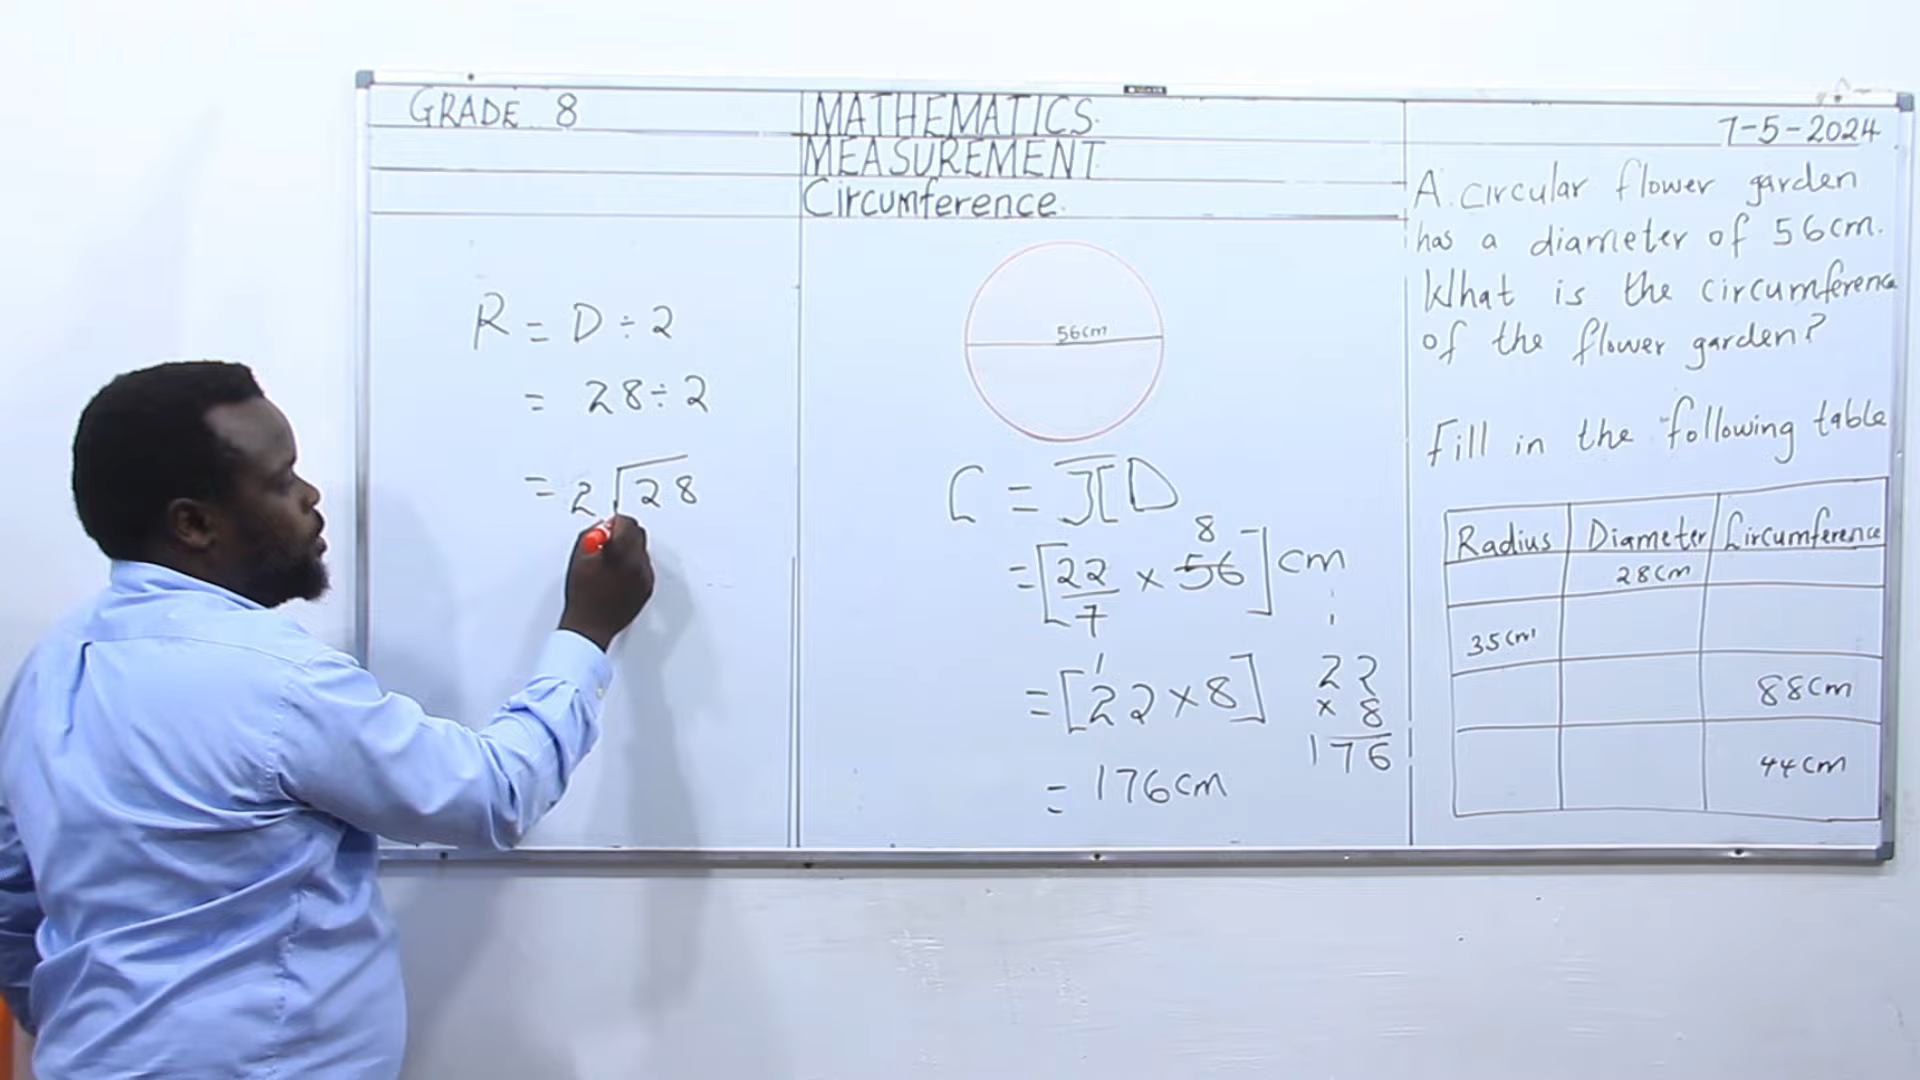 GRADE 8
MATHEMATICS
MEASUREMENT
Circumference.
7-5-2024
R = D ÷ 2
= 28 ÷ 2
= 2 28
56cm
C = πD
8
= [22/7 × 56] cm
1
= [22 × 8]
= 176cm
22
× 8
176
A circular flower garden
has a diameter of 56cm.
What is the circumference
of the flower garden?
Fill in the following table
Radius Diameter Circumference
28cm
35cm
88cm
44cm